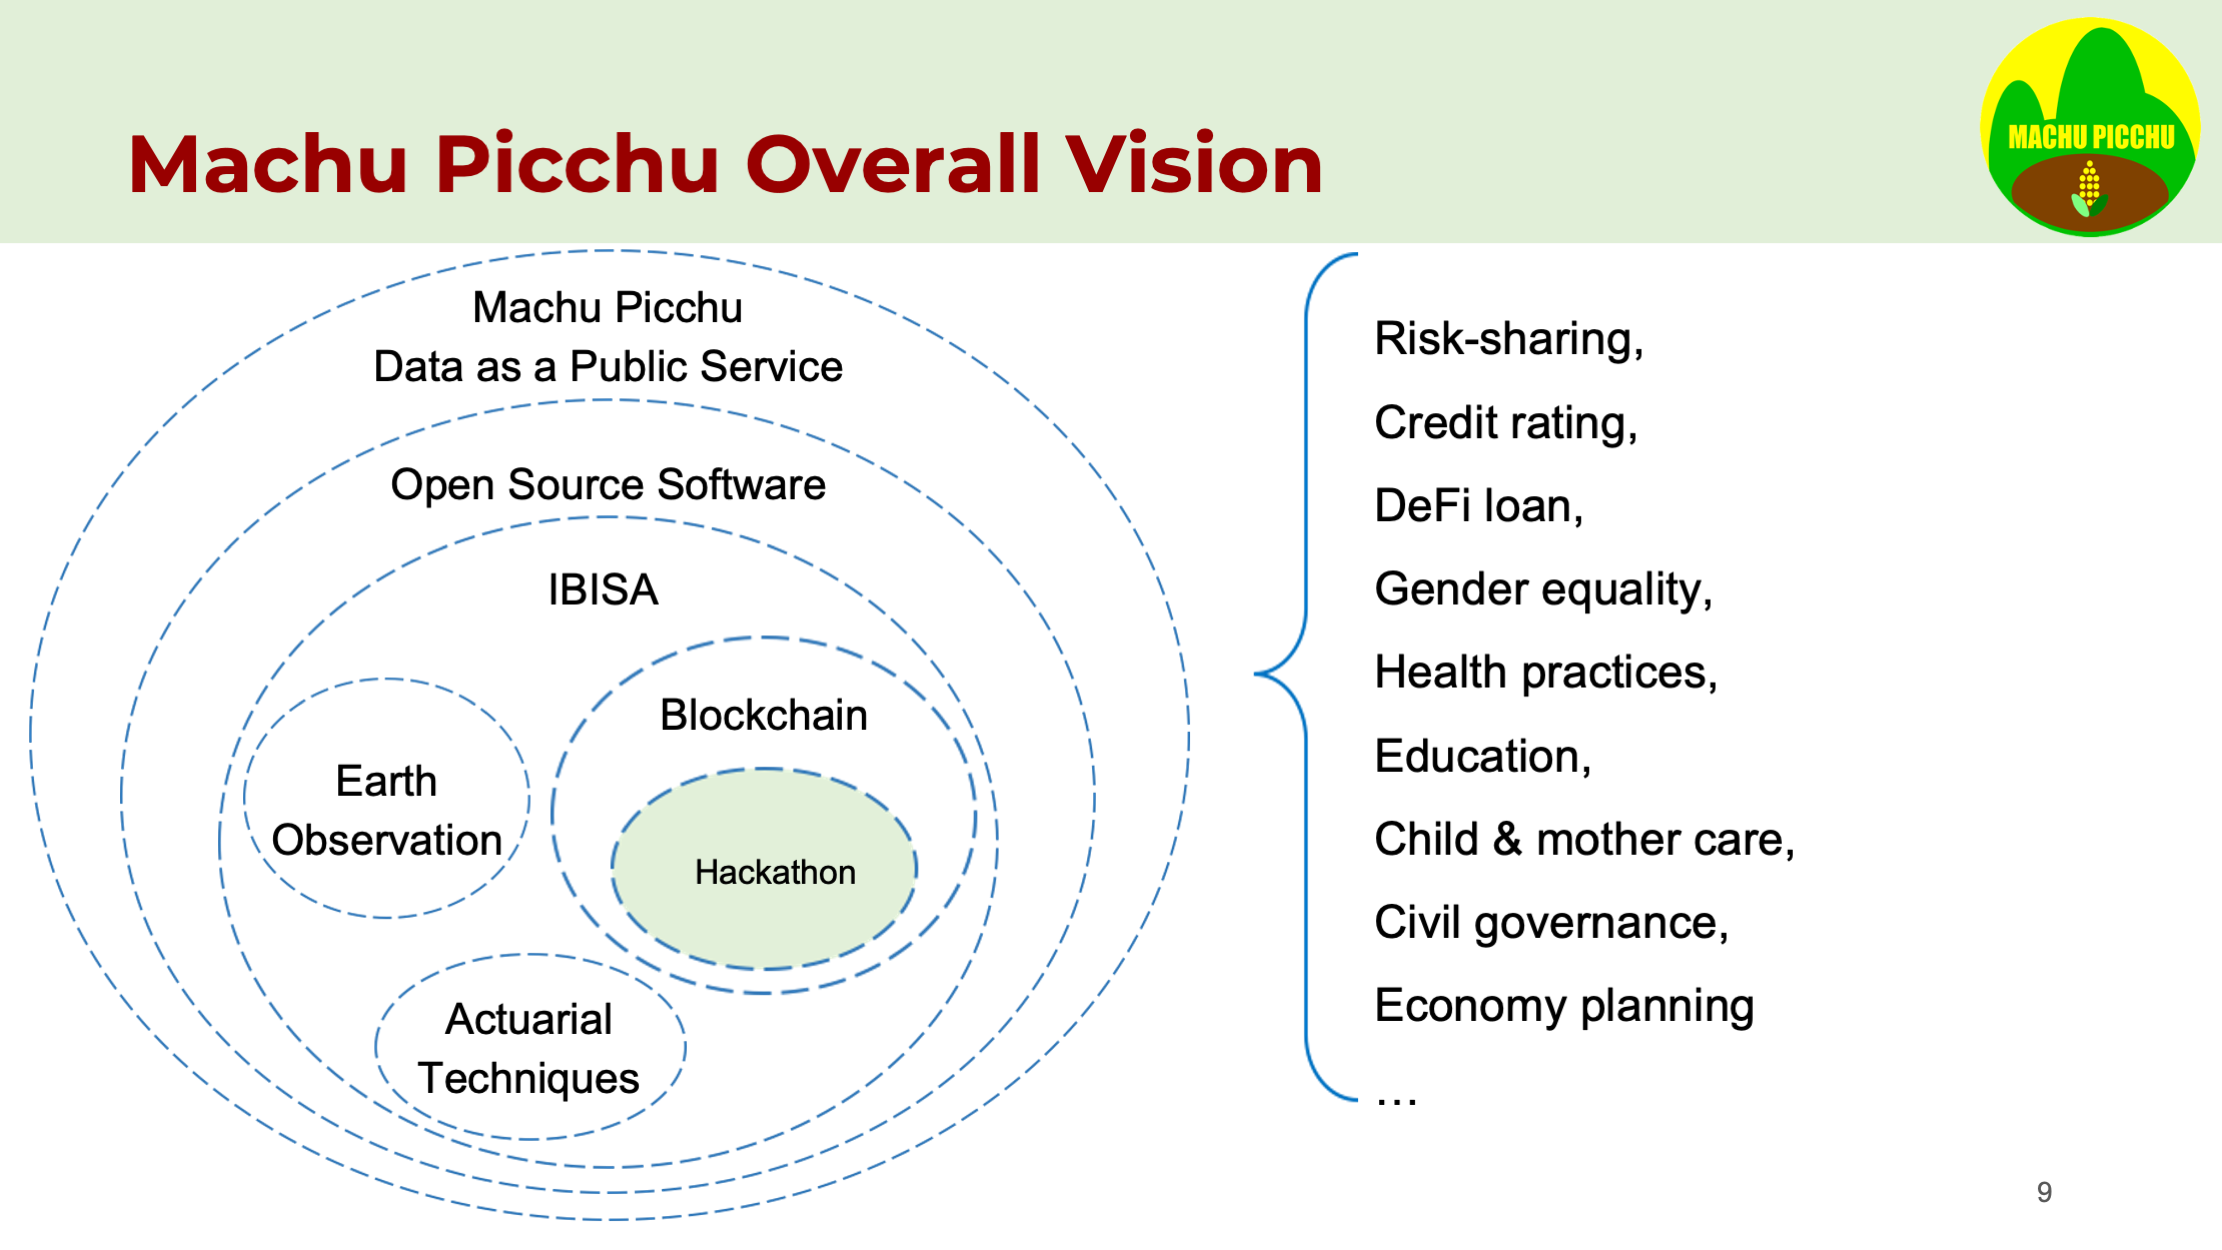 Machu Picchu Overall Vision
MACHU PICCHU
Machu Picchu
Data as a Public Service
Open Source Software
IBISA
Blockchain
Earth
Observation
Hackathon
Actuarial
Techniques
Risk-sharing,
Credit rating,
DeFi loan,
Gender equality,
Health practices,
Education,
Child & mother care,
Civil governance,
Economy planning
…
9